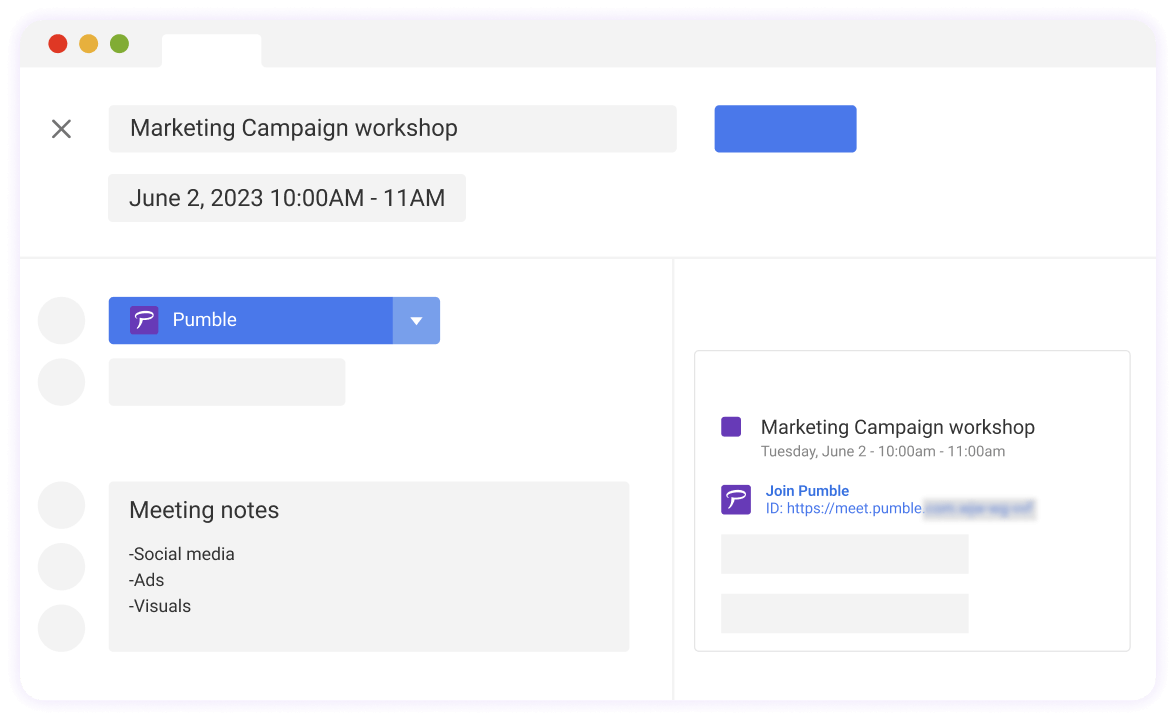 Marketing Campaign workshop
June 2, 2023 10:00AM - 11AM
Pumble
Meeting notes
-Social media
-Ads
-Visuals
Marketing Campaign workshop
Tuesday, June 2 - 10:00am - 11:00am
Join Pumble
ID: https://meet.pumble.